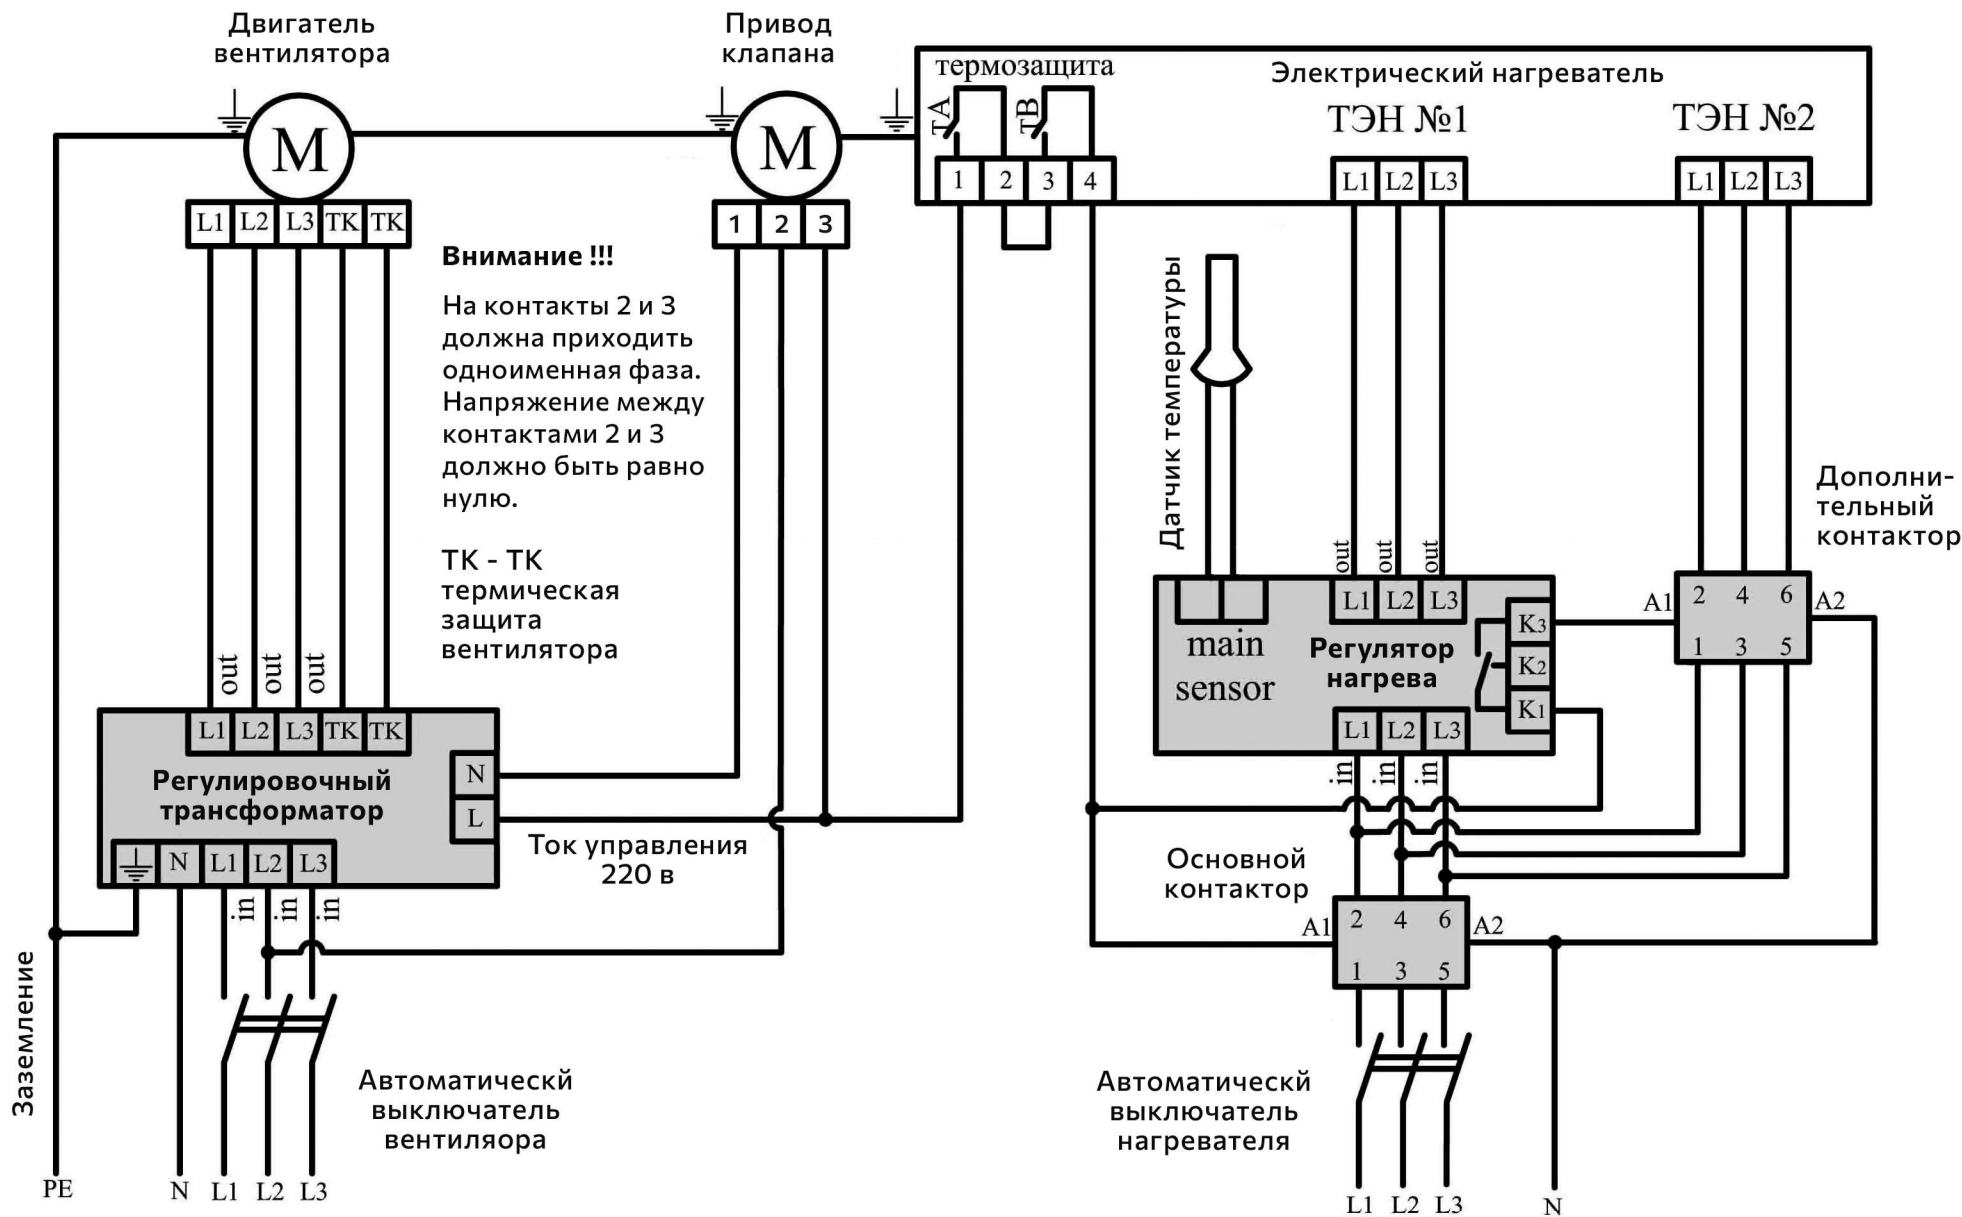 Двигатель
вентилятора
Привод
клапана
термозащита
Электрический нагреватель
ТЭН №1
ТЭН №2
TA
TB
M
M
1 2 3 4
L1 L2 L3
L1 L2 L3
L1 L2 L3 TK TK
1 2 3
Внимание !!!
На контакты 2 и 3
должна приходить
одноименная фаза.
Напряжение между
контактами 2 и 3
должно быть равно
нулю.
ТК - ТК
термическая
защита
вентилятора
Датчик температуры
Дополни-
тельный
контактор
out out out
out out out
L1 L2 L3 TK TK
Регулировочный
трансформатор
N
L
N L1 L2 L3
in in in
Ток управления
220 в
L1 L2 L3
main
sensor
Регулятор
нагрева
K3
K2
K1
L1 L2 L3
in in in
A1 2 4 6 A2
1 3 5
Основной
контактор
A1 2 4 6 A2
1 3 5
Заземление
Автоматическй
выключатель
вентиляора
Автоматическй
выключатель
нагревателя
PE N L1 L2 L3
L1 L2 L3 N